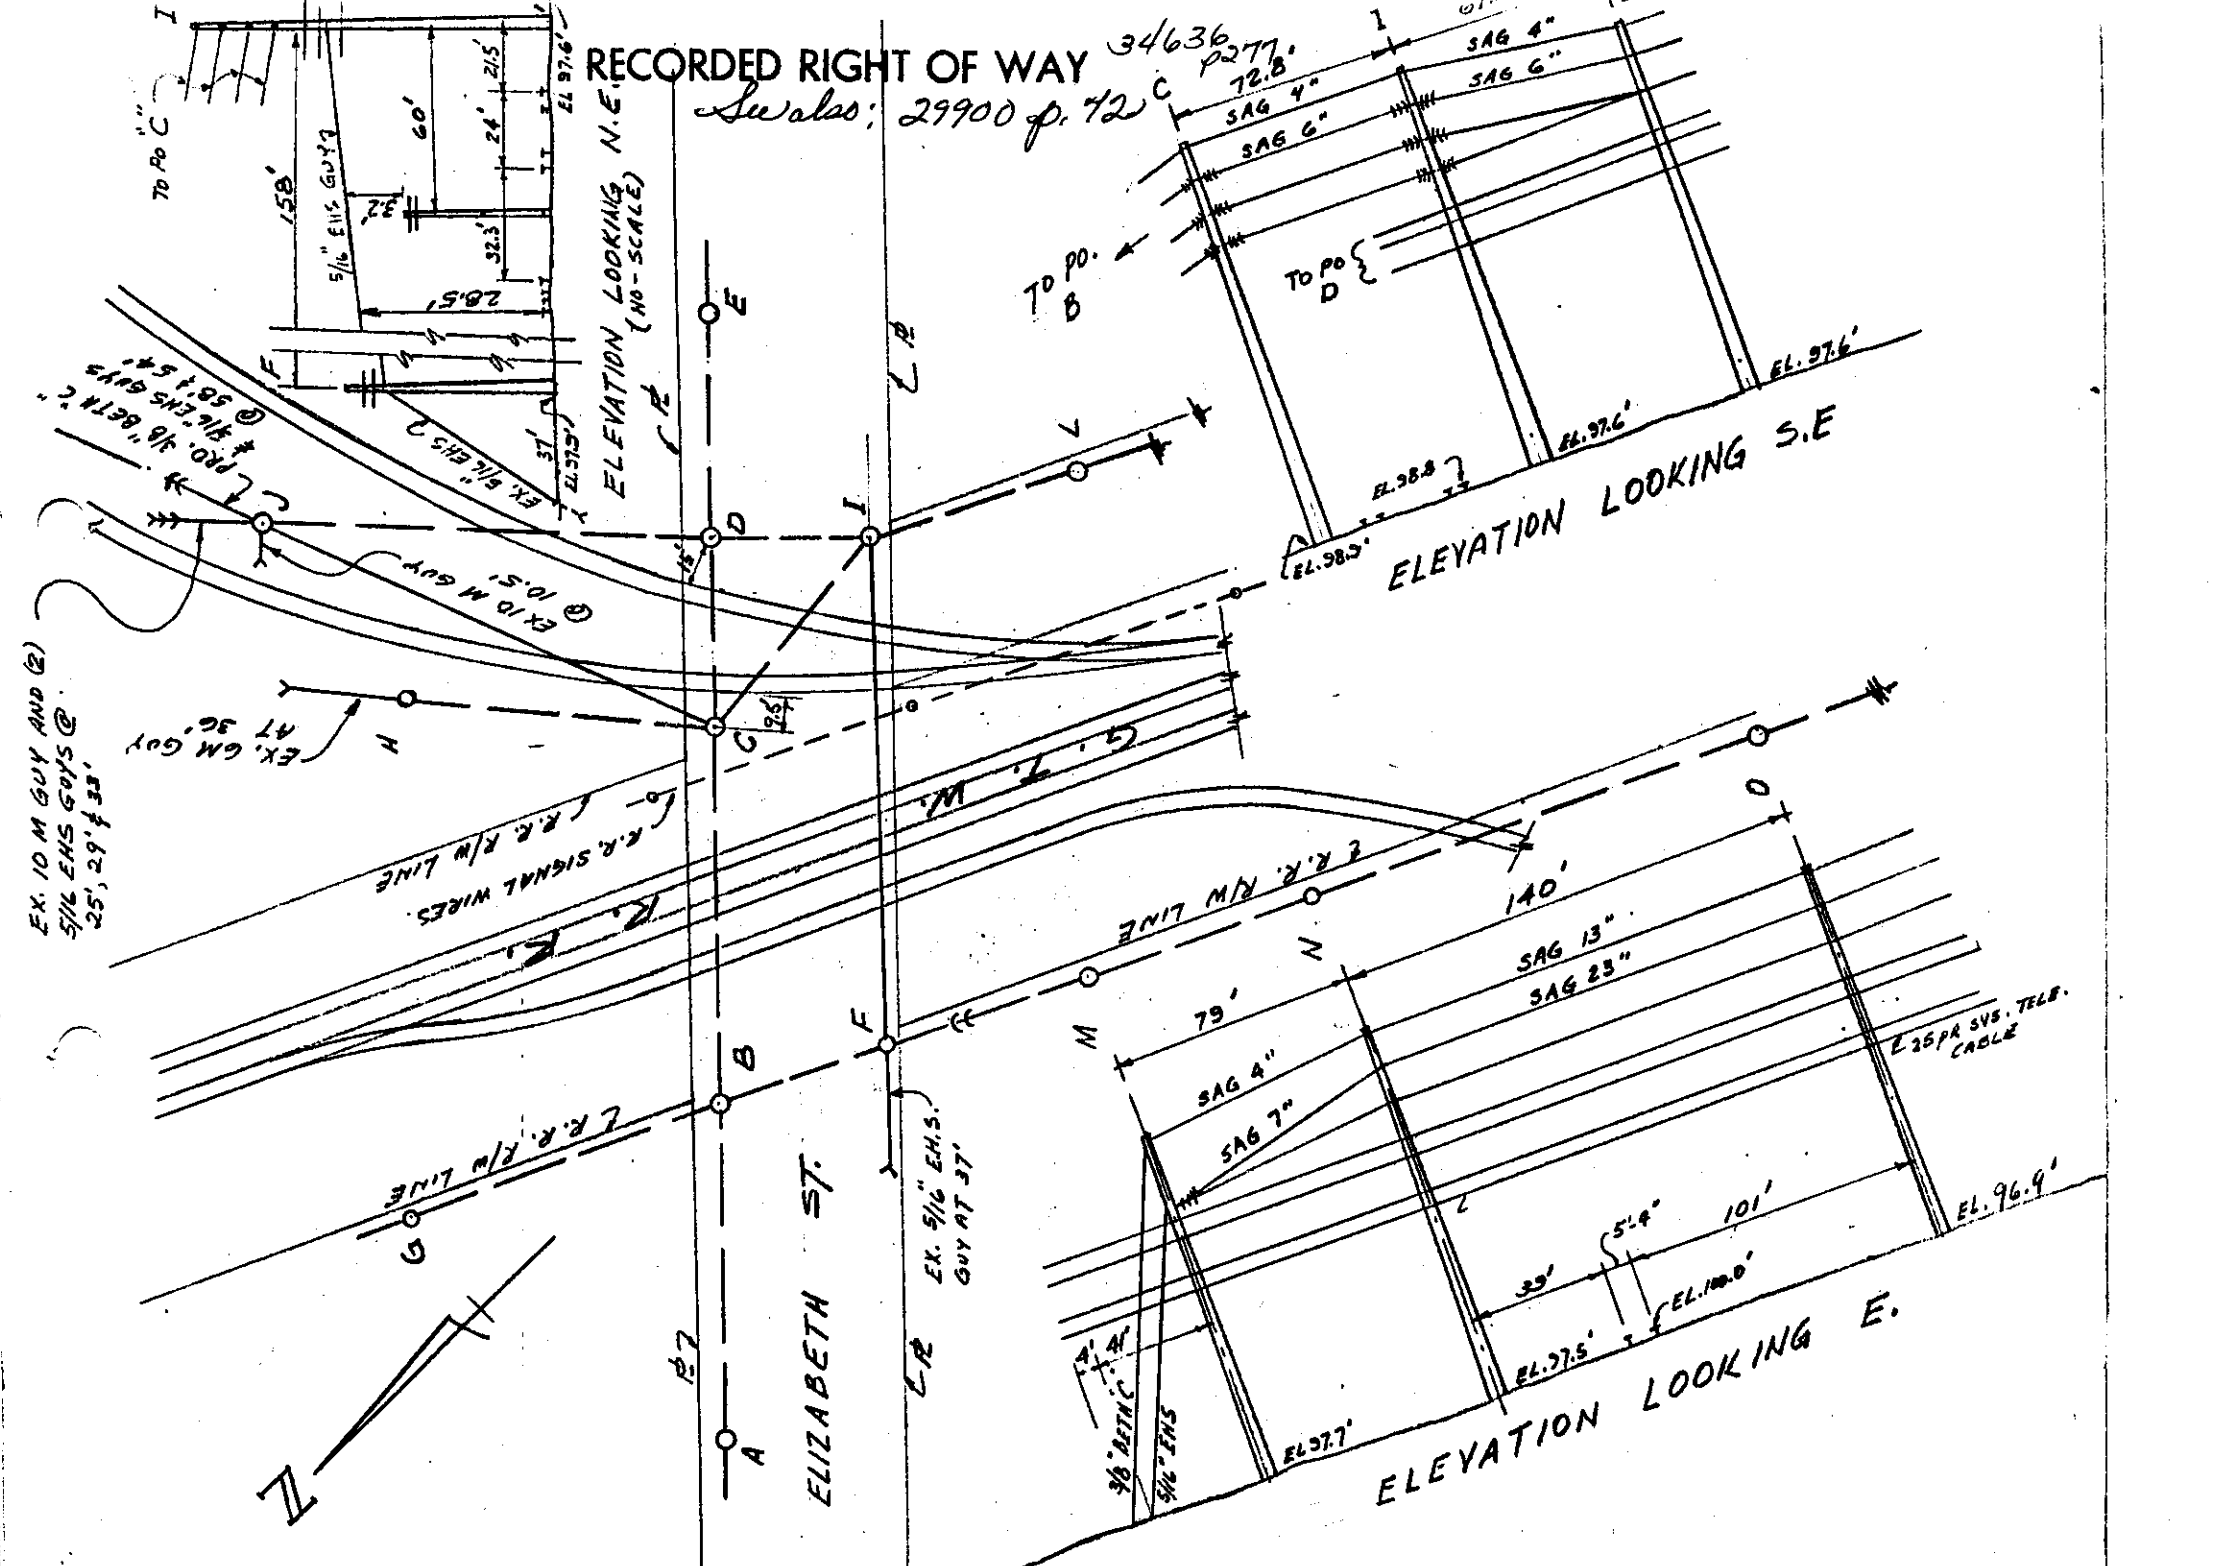 RECORDED RIGHT OF WAY 34636
P277.
See also: 29900 p. 72
I
TO PO "C"
158'
5/16" EHS GUY
60'
21.5'
24'
32.3'
3.2'
28.5'
EL 97.6'
F
EX. 5/16" EHS
37'
EL 97.9'
ELEVATION LOOKING N.E.
(NO-SCALE)
PRO. 3/8" BETH "C"
& 5/16" EHS GUYS
@ 58' & 54'
J
EX 10 M GUY
@ 10.5'
EX. 10 M GUY AND (2)
5/16 EHS GUYS @
25', 29' & 33'
EX. 6M GUY
AT 36'
H
E
D
15'
I
L
C
9.5'
R.R. R/W LINE
R.R. SIGNAL WIRES.
G. T. W. R. R.
R.R. R/W LINE
B
F
M
N
O
R.R. R/W LINE
G
A
ELIZABETH ST.
EX. 5/16" E.H.S.
GUY AT 37'
N
C
72.8'
I
SAG 4"
SAG 6"
SAG 4"
SAG 6"
TO PO.
B
TO PO
D
EL. 98.9'
EL. 98.8
EL. 97.6'
EL. 97.6'
ELEVATION LOOKING S.E
79'
140'
SAG 4"
SAG 7"
SAG 13"
SAG 23"
25 PR SYS. TELE.
CABLE
4' 41'
3/8" BETH C
5/16" EHS
39'
5'-4"
101'
EL 97.7'
EL. 97.5'
EL. 100.0'
EL. 96.9'
ELEVATION LOOKING E.